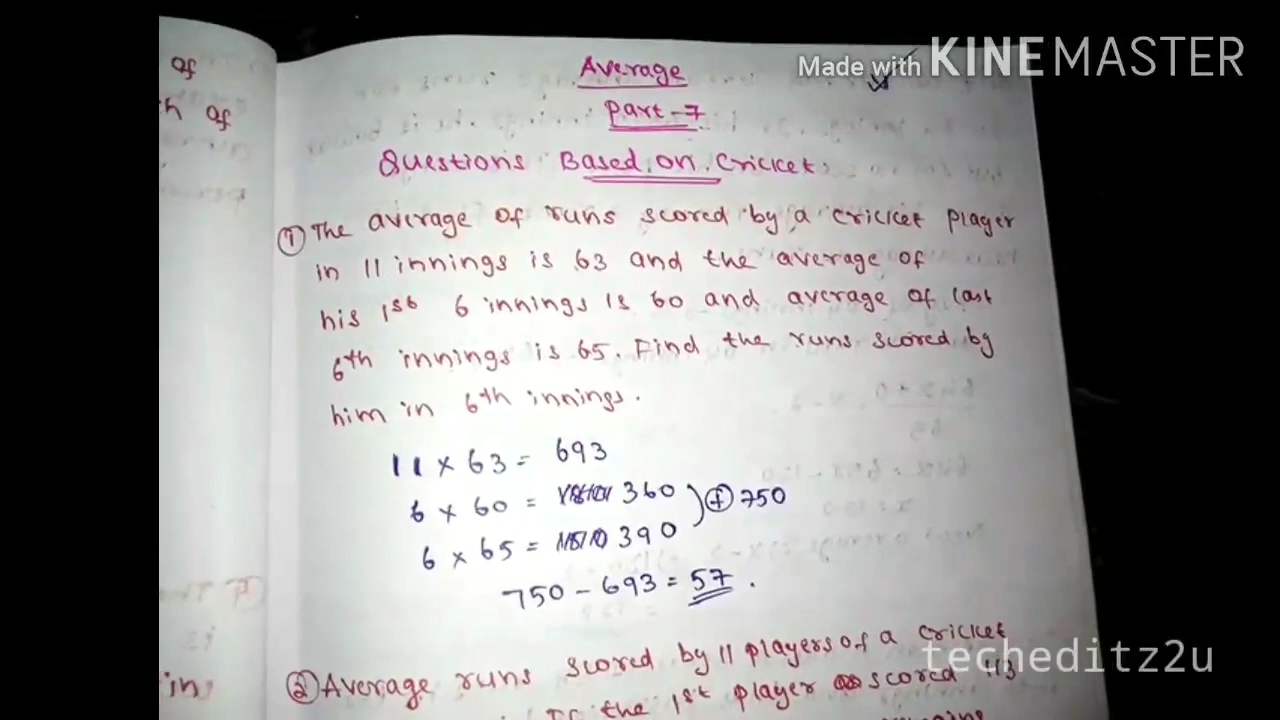 of
h of
Made with KINEMASTER
Average
Part-7
Questions Based on Cricket:
① The average of runs scored by a cricket player
in 11 innings is 63 and the average of
his 1st 6 innings is 60 and average of last
6th innings is 65. Find the runs scored by
him in 6th innings.
11 × 63 = 693
6 × 60 = 360
6 × 65 = 390
+ 750
750 - 693 = 57.
② Average runs scored by 11 players of a cricket
the 1st player scored 113
in,
techeditz2u